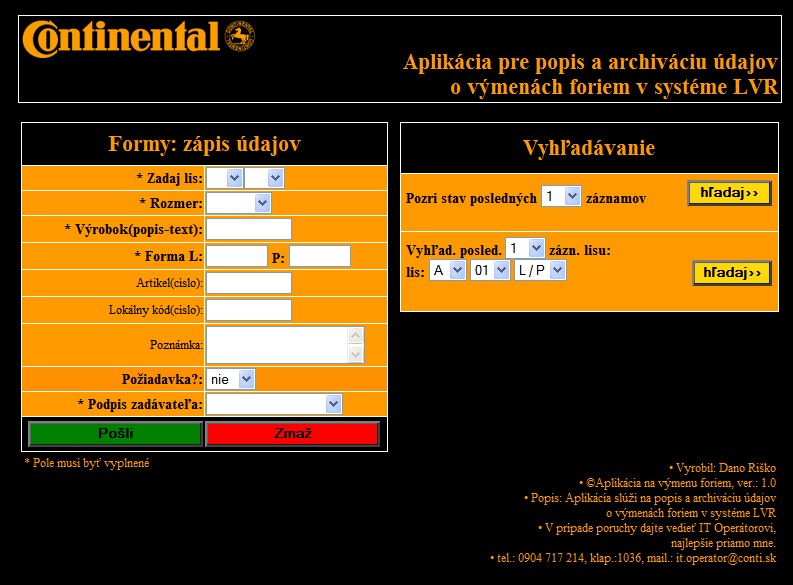 Continental
Aplikácia pre popis a archiváciu údajov
o výmenách foriem v systéme LVR
Formy: zápis údajov
* Zadaj lis:
* Rozmer:
* Výrobok(popis-text):
* Forma L: P:
Artikel(cislo):
Lokálny kód(cislo):
Poznámka:
Požiadavka?: nie
* Podpis zadávateľa:
Pošli Zmaž
* Pole musí byť vyplnené
Vyhľadávanie
Pozri stav posledných 1 záznamov hľadaj>>
Vyhľad. posled. 1 zázn. lisu:
lis: A 01 L / P hľadaj>>
• Vyrobil: Dano Riško
• ©Aplikácia na výmenu foriem, ver.: 1.0
• Popis: Aplikácia slúži na popis a archiváciu údajov
o výmenách foriem v systéme LVR
• V prípade poruchy dajte vedieť IT Operátorovi,
najlepšie priamo mne.
• tel.: 0904 717 214, klap.:1036, mail.: it.operator@conti.sk